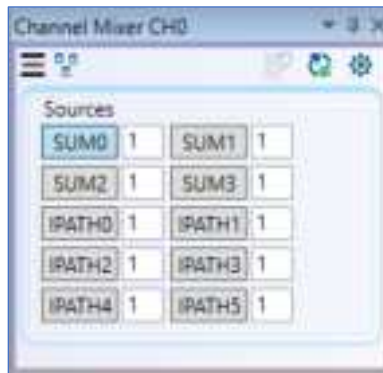 Channel Mixer CH0
Sources
SUM0 1 SUM1 1
SUM2 1 SUM3 1
IPATH0 1 IPATH1 1
IPATH2 1 IPATH3 1
IPATH4 1 IPATH5 1